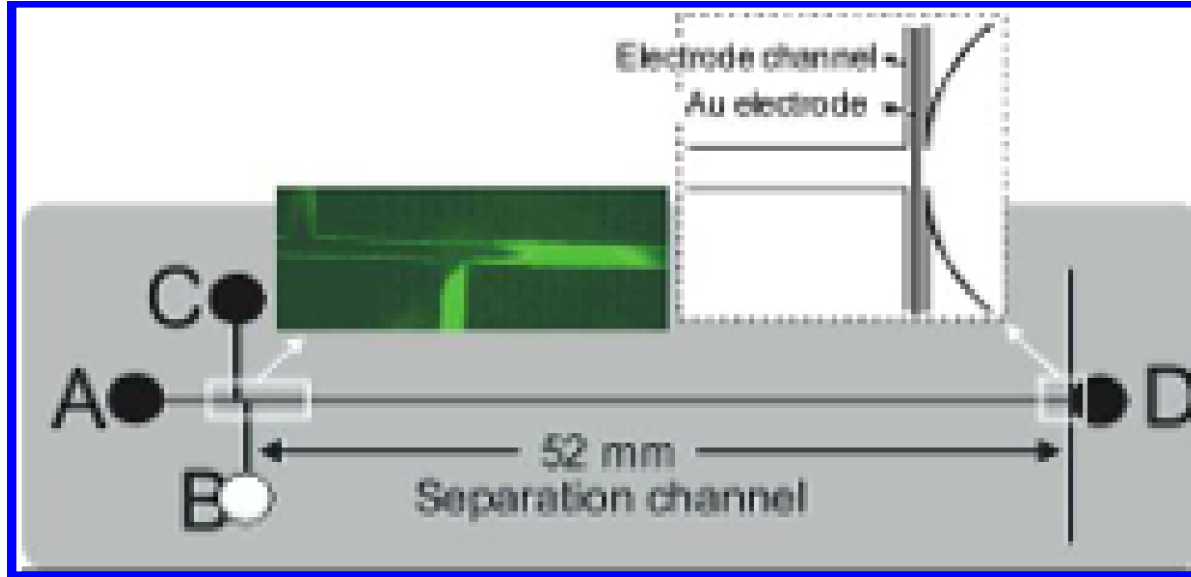 Electrode channel
Au electrode
C
A
D
B
52 mm
Separation channel